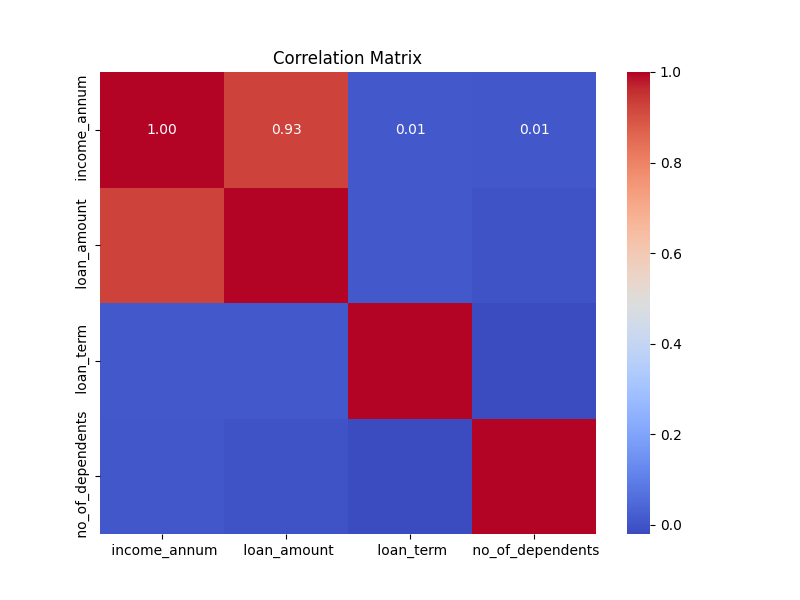 Correlation Matrix
income_annum
loan_amount
loan_term
no_of_dependents
1.00 0.93 0.01 0.01
income_annum loan_amount loan_term no_of_dependents
1.0
0.8
0.6
0.4
0.2
0.0